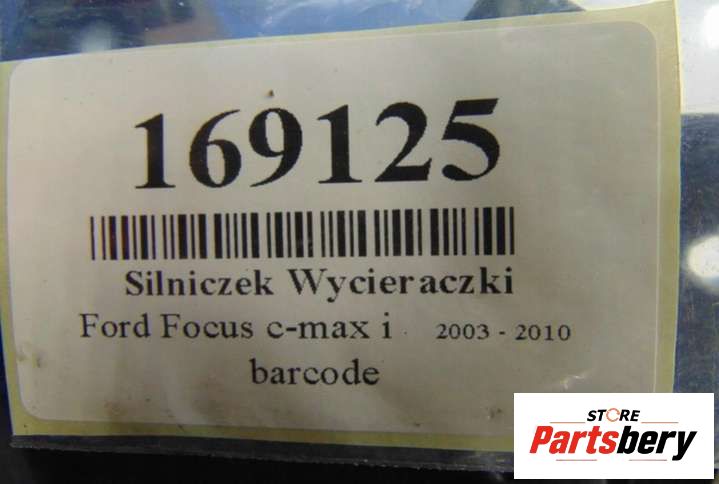 169125
Silniczek Wycieraczki
Ford Focus c-max i . 2003 - 2010
barcode
STORE
Partsbery